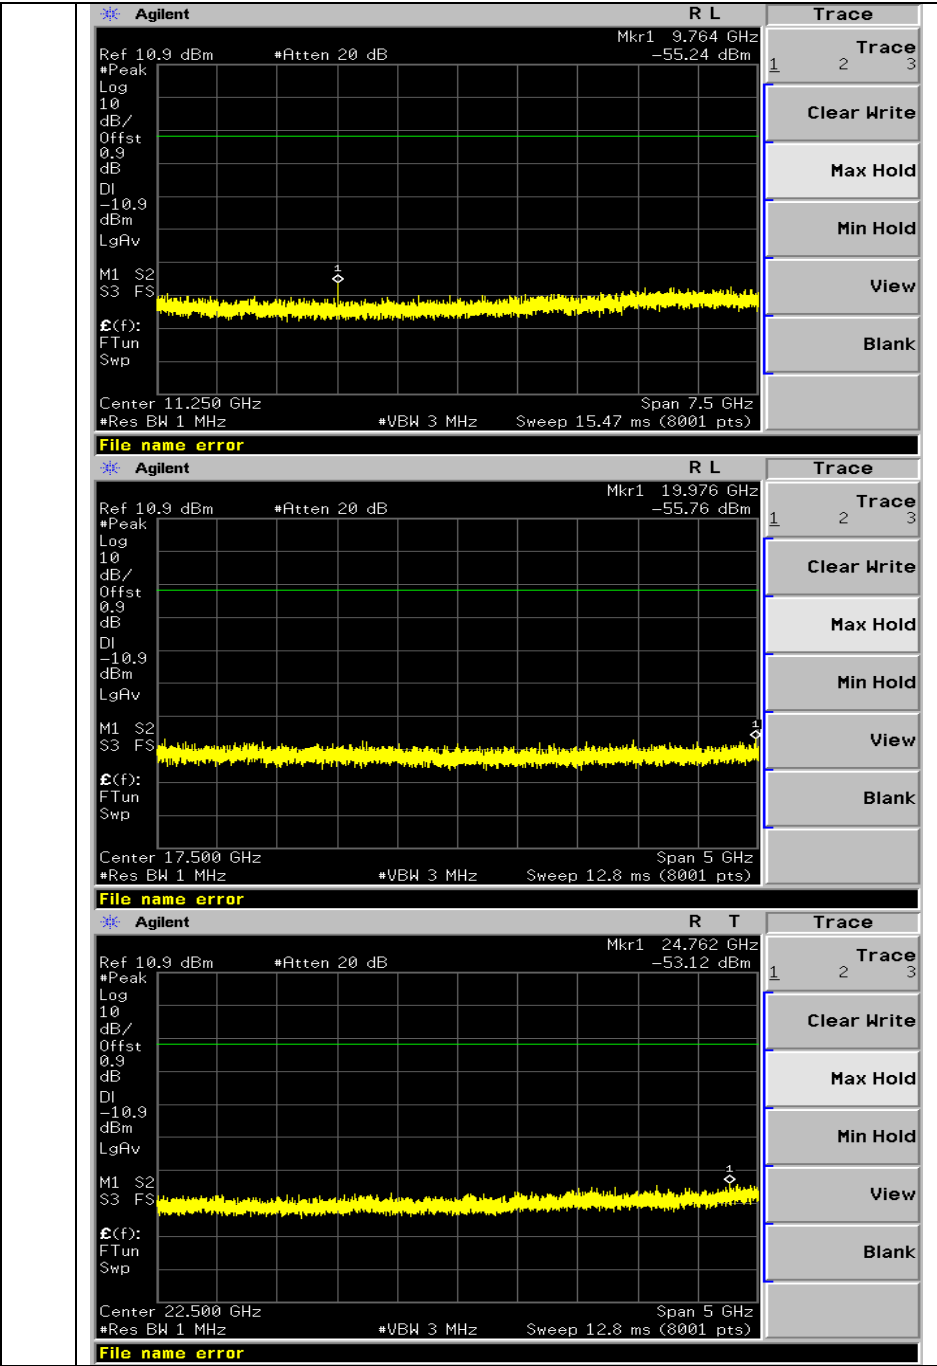 Agilent R L Trace
Mkr1 9.764 GHz
Ref 10.9 dBm #Atten 20 dB -55.24 dBm
Trace
1 2 3
#Peak
Log
10
dB/
Offst
0.9
dB
DI
-10.9
dBm
LgAv
M1 S2
S3 FS
£(f):
FTun
Swp
1
Clear Write
Max Hold
Min Hold
View
Blank
Center 11.250 GHz Span 7.5 GHz
#Res BW 1 MHz #VBW 3 MHz Sweep 15.47 ms (8001 pts)
File name error
Agilent R L Trace
Mkr1 19.976 GHz
Ref 10.9 dBm #Atten 20 dB -55.76 dBm
Trace
1 2 3
#Peak
Log
10
dB/
Offst
0.9
dB
DI
-10.9
dBm
LgAv
M1 S2
S3 FS
£(f):
FTun
Swp
1
Clear Write
Max Hold
Min Hold
View
Blank
Center 17.500 GHz Span 5 GHz
#Res BW 1 MHz #VBW 3 MHz Sweep 12.8 ms (8001 pts)
File name error
Agilent R T Trace
Mkr1 24.762 GHz
Ref 10.9 dBm #Atten 20 dB -53.12 dBm
Trace
1 2 3
#Peak
Log
10
dB/
Offst
0.9
dB
DI
-10.9
dBm
LgAv
M1 S2
S3 FS
£(f):
FTun
Swp
1
Clear Write
Max Hold
Min Hold
View
Blank
Center 22.500 GHz Span 5 GHz
#Res BW 1 MHz #VBW 3 MHz Sweep 12.8 ms (8001 pts)
File name error